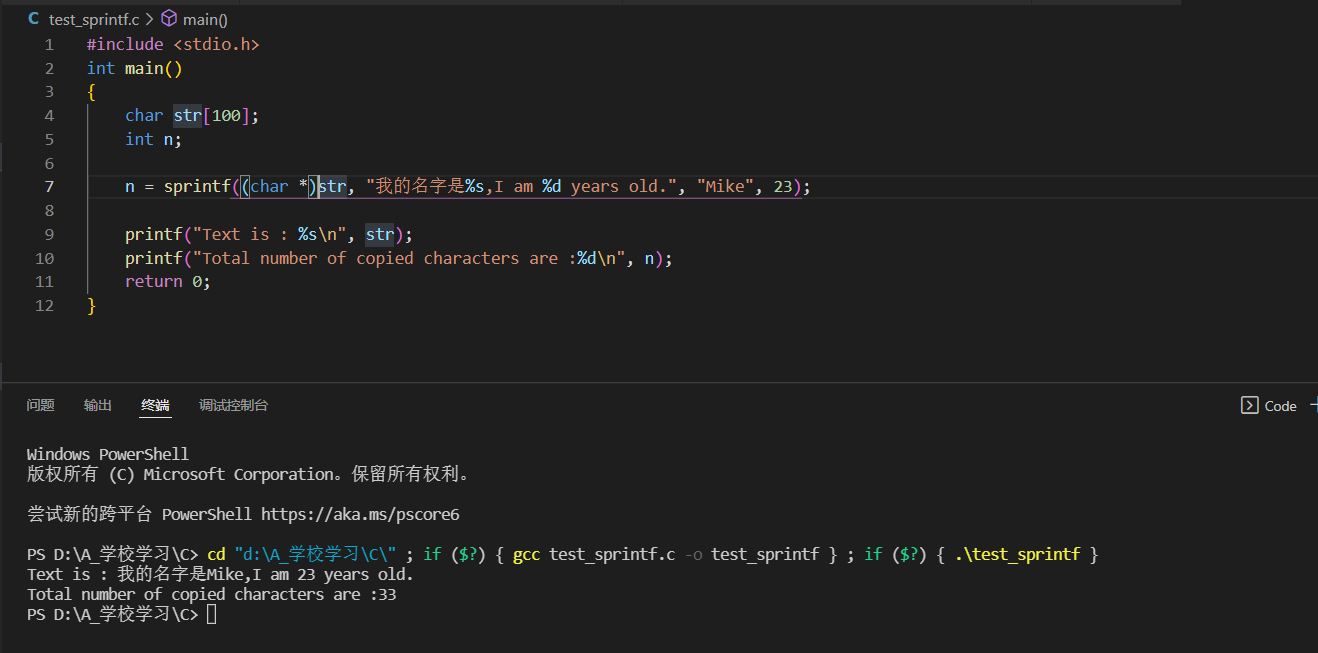 C test_sprintf.c > main()
1 #include <stdio.h>
2 int main()
3 {
4     char str[100];
5     int n;
6
7     n = sprintf((char *)str, "我的名字是%s,I am %d years old.", "Mike", 23);
8
9     printf("Text is : %s\n", str);
10     printf("Total number of copied characters are :%d\n", n);
11     return 0;
12 }
问题 输出 终端 调试控制台 Code
Windows PowerShell
版权所有 (C) Microsoft Corporation。保留所有权利。
尝试新的跨平台 PowerShell https://aka.ms/pscore6
PS D:\A_学校学习\C> cd "d:\A_学校学习\C\" ; if ($?) { gcc test_sprintf.c -o test_sprintf } ; if ($?) { .\test_sprintf }
Text is : 我的名字是Mike,I am 23 years old.
Total number of copied characters are :33
PS D:\A_学校学习\C>